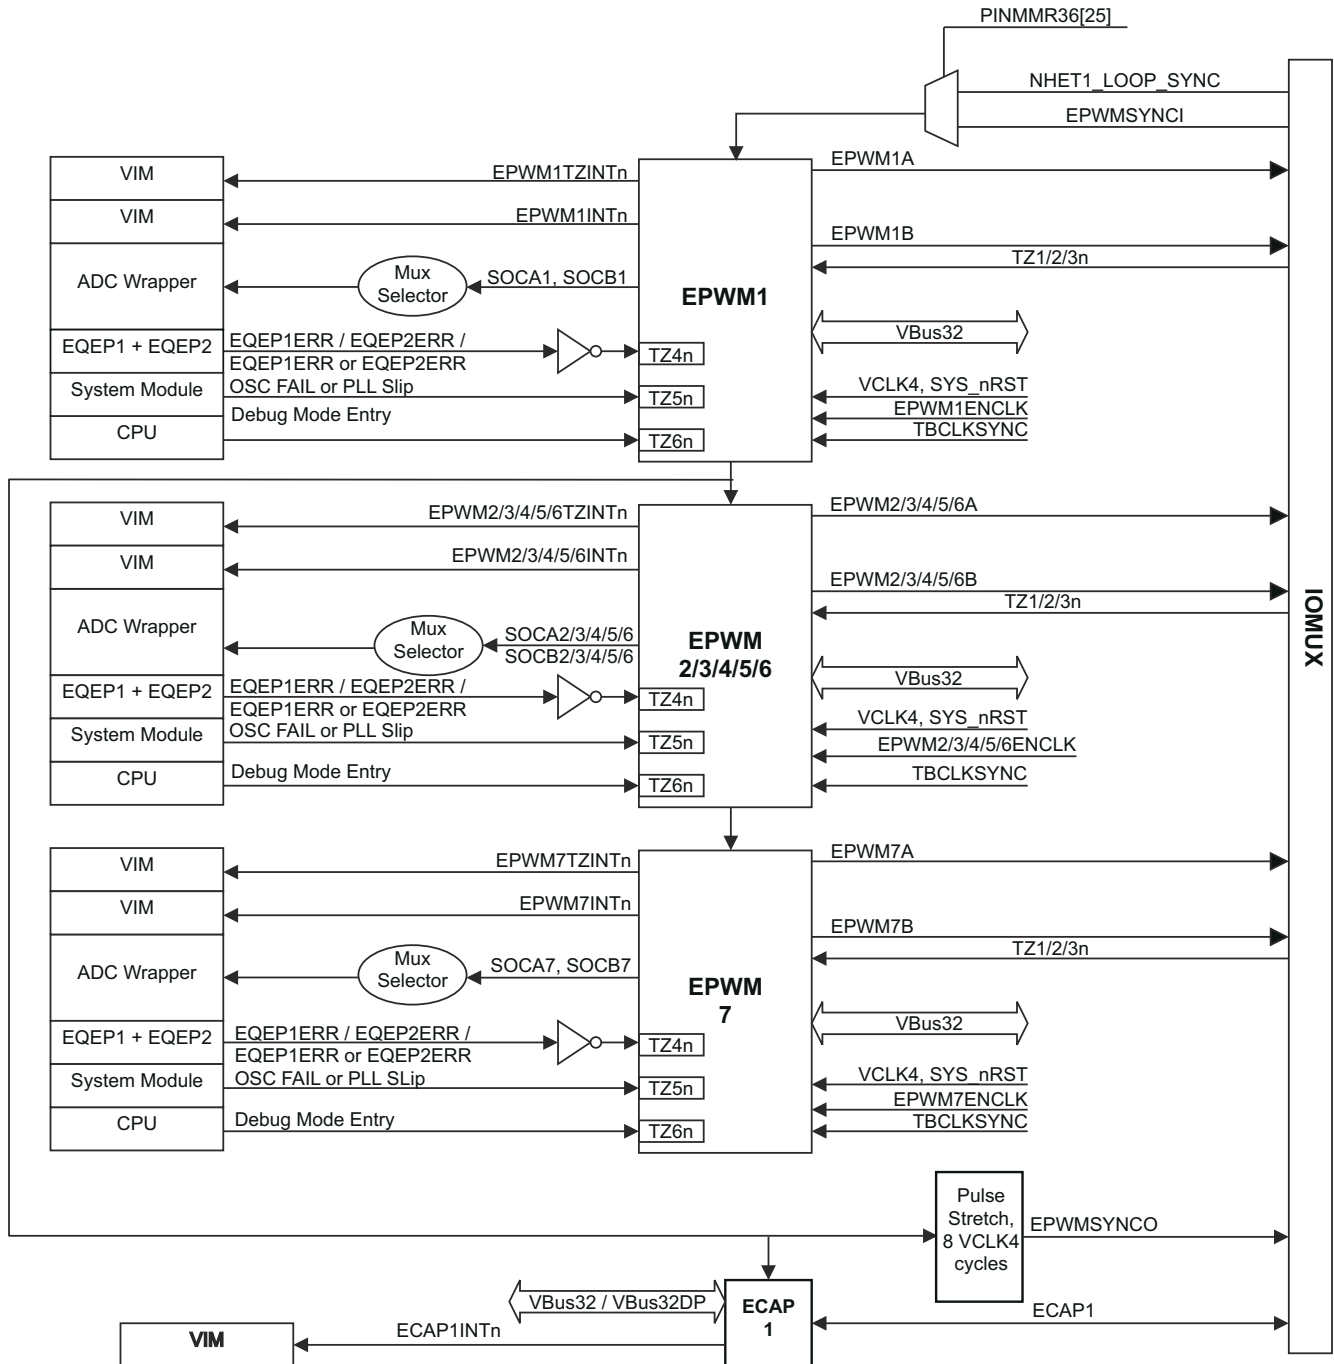 PINMMR36[25]
NHET1_LOOP_SYNC
EPWMSYNCI
IOMUX
VIM
EPWM1TZINTn
EPWM1A
VIM
EPWM1INTn
EPWM1B
TZ1/2/3n
ADC Wrapper
Mux
Selector
SOCA1, SOCB1
EPWM1
VBus32
EQEP1 + EQEP2
EQEP1ERR / EQEP2ERR /
EQEP1ERR or EQEP2ERR
TZ4n
System Module
OSC FAIL or PLL Slip
TZ5n
VCLK4, SYS_nRST
EPWM1ENCLK
TBCLKSYNC
CPU
Debug Mode Entry
TZ6n
VIM
EPWM2/3/4/5/6TZINTn
EPWM2/3/4/5/6A
VIM
EPWM2/3/4/5/6INTn
EPWM2/3/4/5/6B
TZ1/2/3n
ADC Wrapper
Mux
Selector
SOCA2/3/4/5/6
SOCB2/3/4/5/6
EPWM
2/3/4/5/6
VBus32
EQEP1 + EQEP2
EQEP1ERR / EQEP2ERR /
EQEP1ERR or EQEP2ERR
TZ4n
System Module
OSC FAIL or PLL Slip
TZ5n
VCLK4, SYS_nRST
EPWM2/3/4/5/6ENCLK
TBCLKSYNC
CPU
Debug Mode Entry
TZ6n
VIM
EPWM7TZINTn
EPWM7A
VIM
EPWM7INTn
EPWM7B
TZ1/2/3n
ADC Wrapper
Mux
Selector
SOCA7, SOCB7
EPWM
7
VBus32
EQEP1 + EQEP2
EQEP1ERR / EQEP2ERR /
EQEP1ERR or EQEP2ERR
TZ4n
System Module
OSC FAIL or PLL SLip
TZ5n
VCLK4, SYS_nRST
EPWM7ENCLK
TBCLKSYNC
CPU
Debug Mode Entry
TZ6n
Pulse
Stretch,
8 VCLK4
cycles
EPWMSYNCO
VBus32 / VBus32DP
ECAP
1
ECAP1
VIM
ECAP1INTn